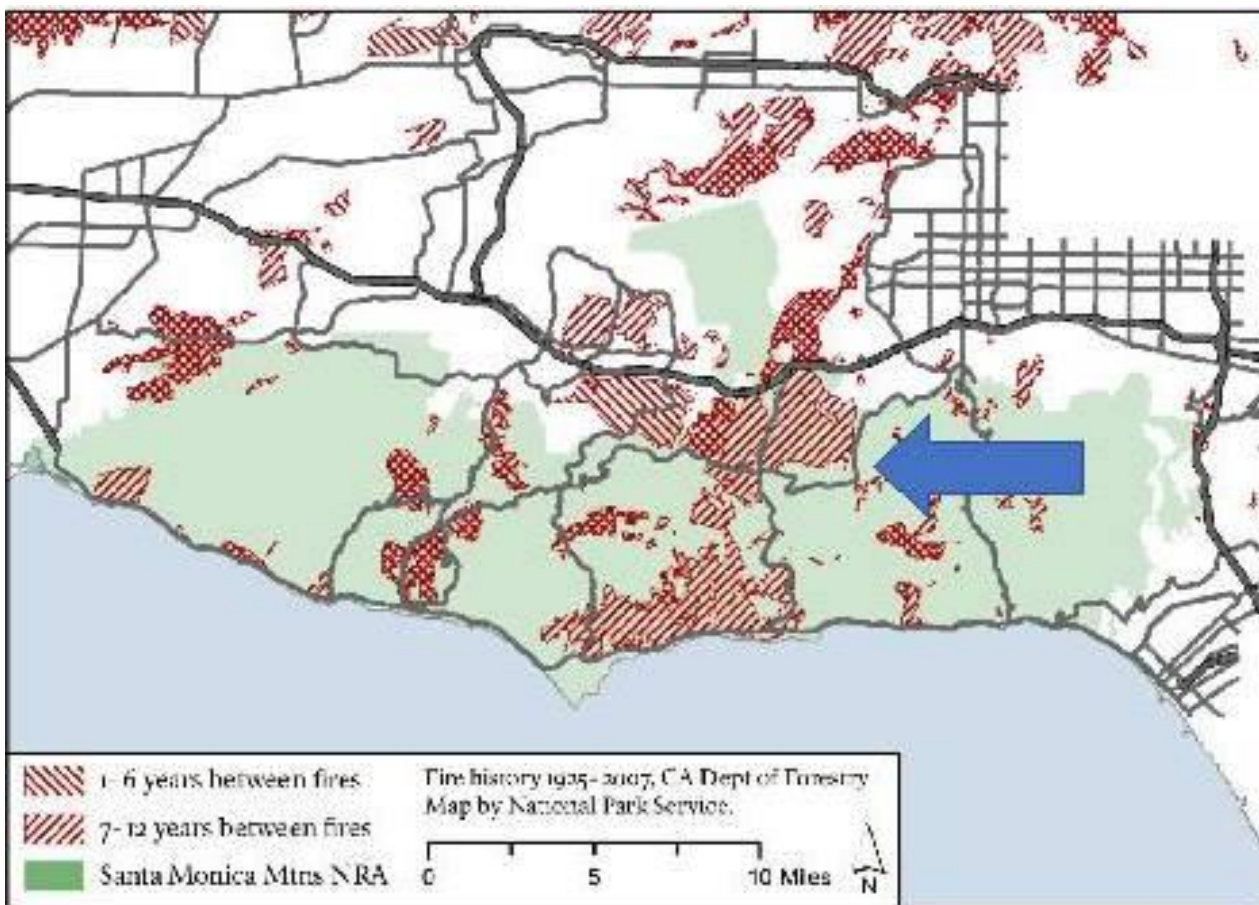 1-6 years between fires
7-12 years between fires
Santa Monica Mtns NRA
Fire history 1925-2007, CA Dept of Forestry
Map by National Park Service.
0 5 10 Miles
N